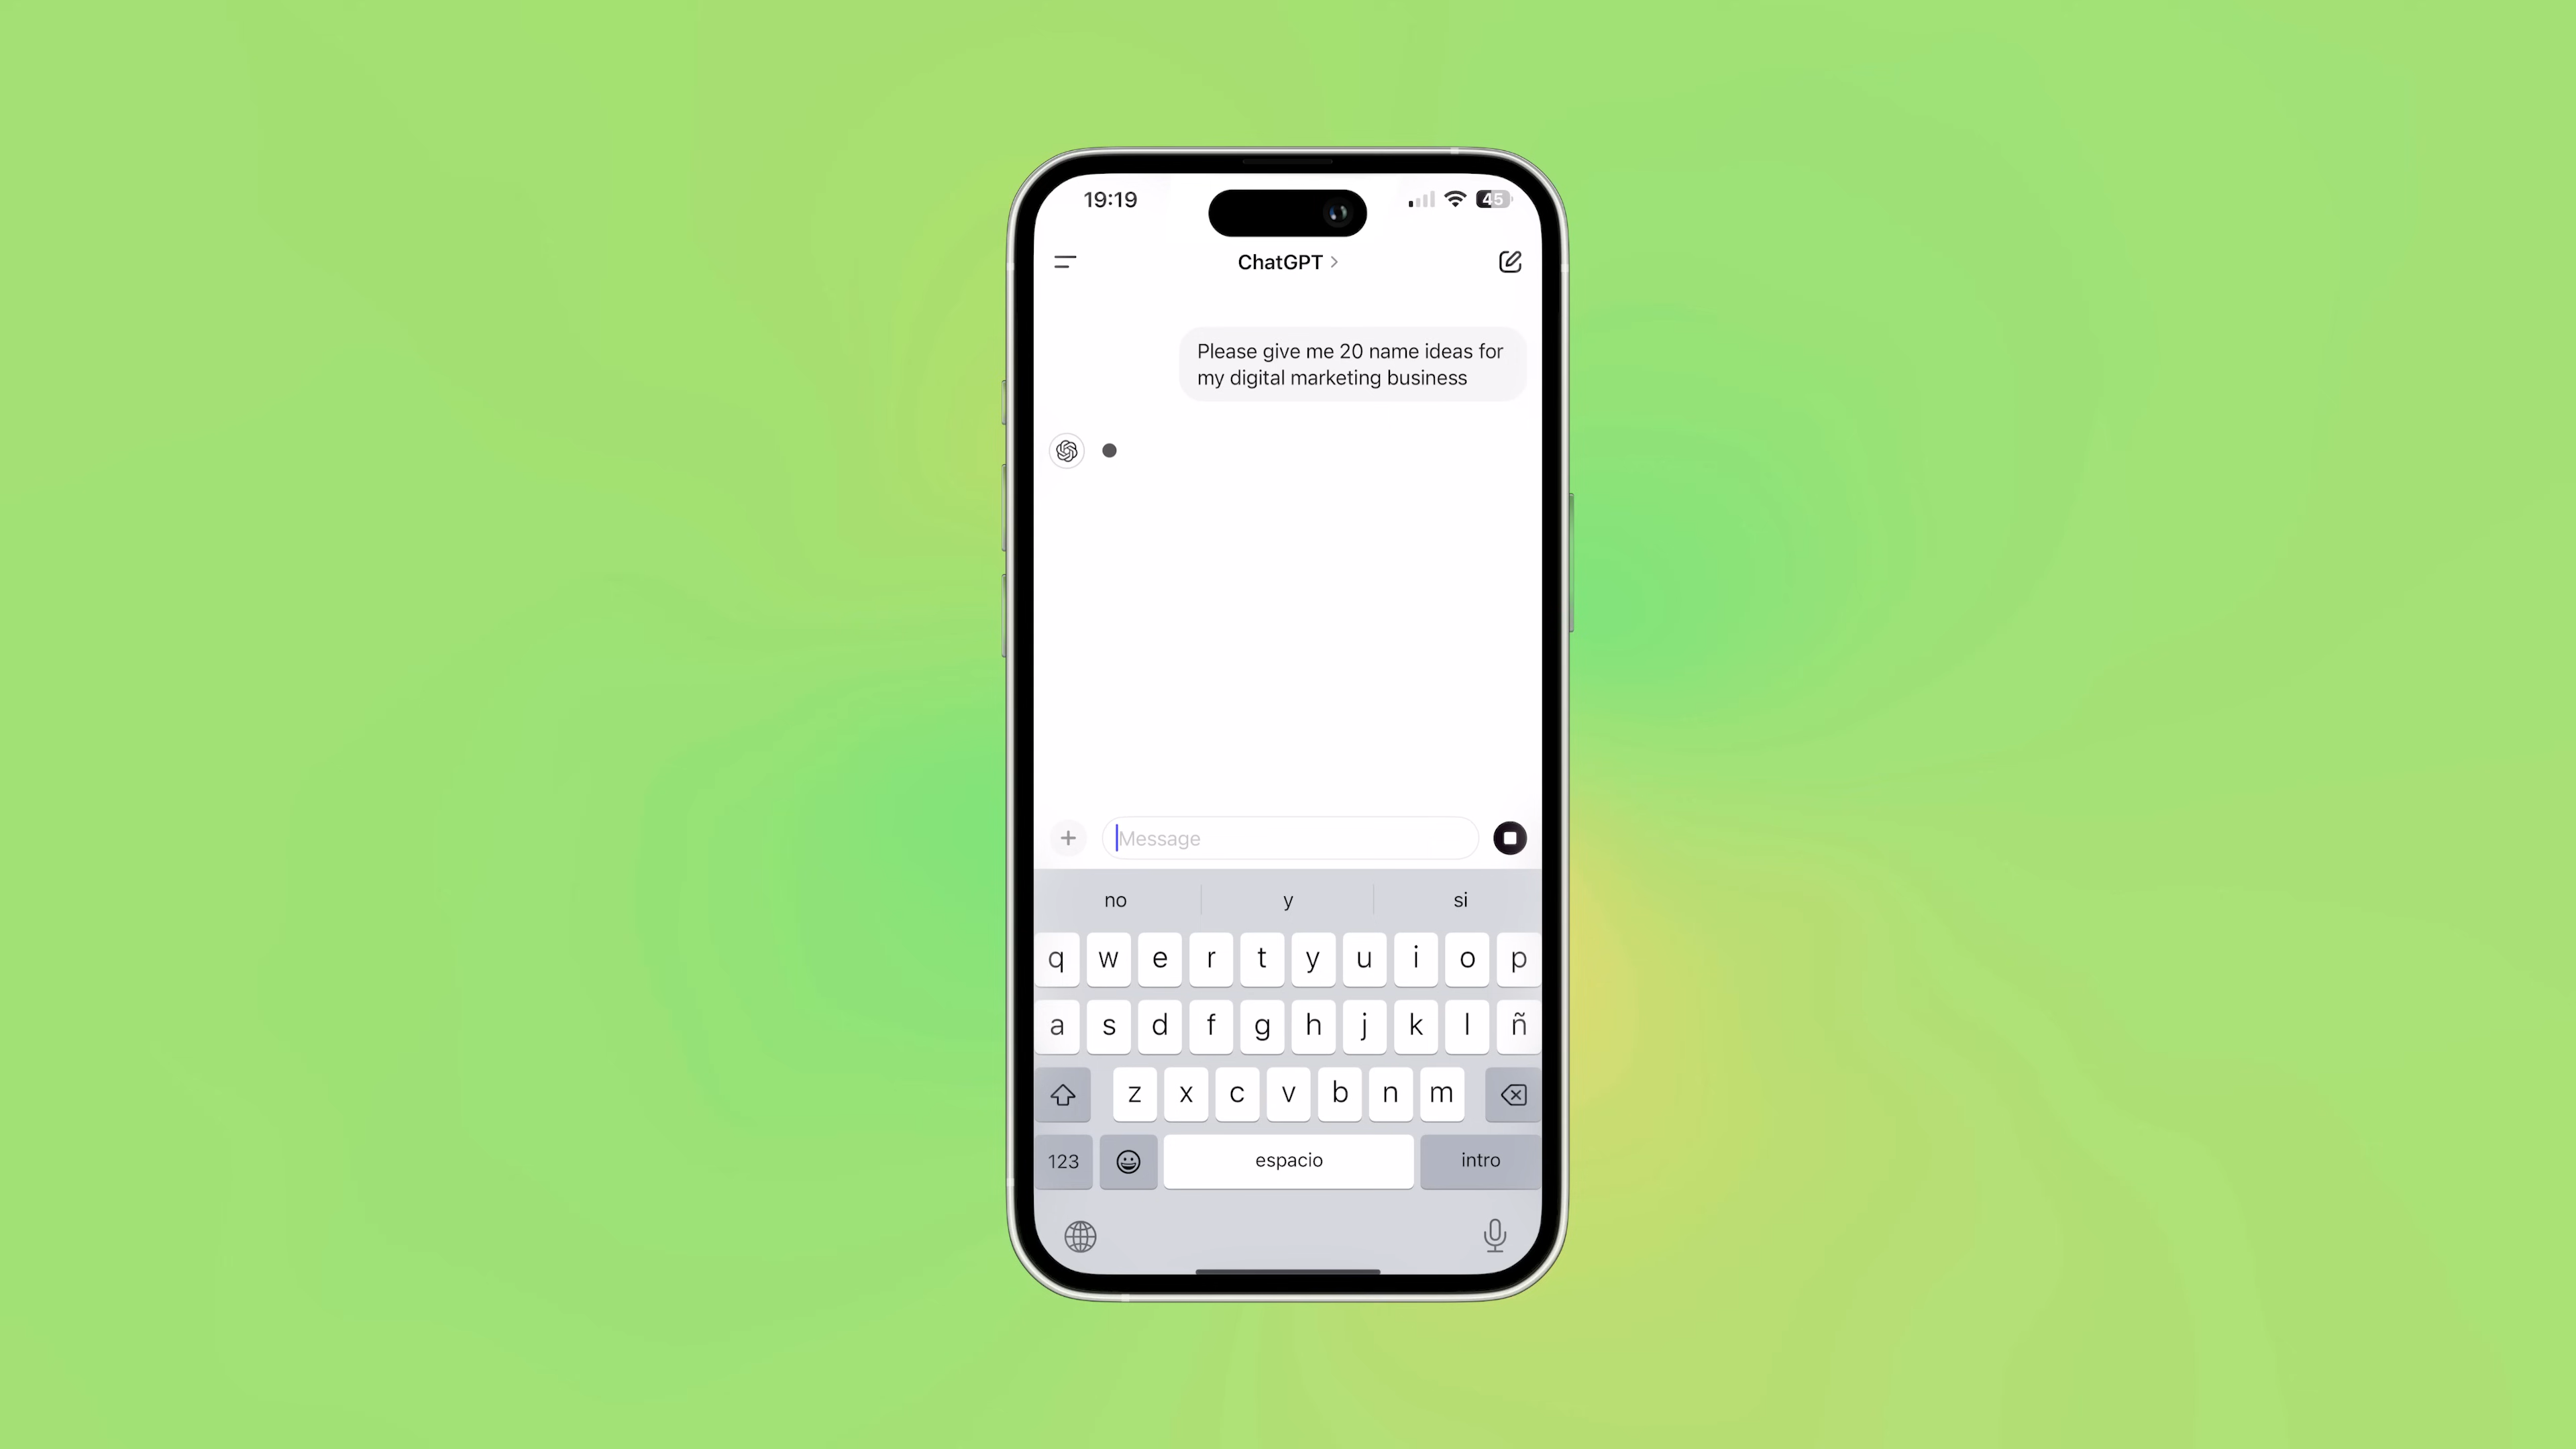 19:19
45
ChatGPT
Please give me 20 name ideas for
my digital marketing business
Message
no y si
q w e r t y u i o p
a s d f g h j k l ñ
z x c v b n m
123 espacio intro